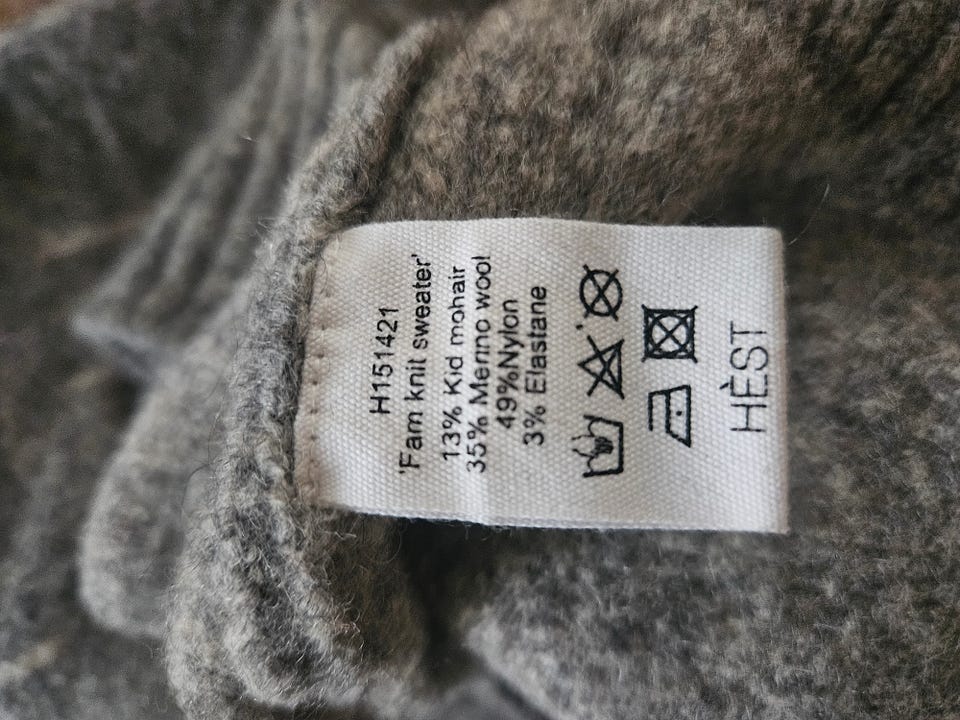 H151421
'Fam knit sweater'
13% Kid mohair
35% Merino wool
49%Nylon
3% Elastane
HÈST